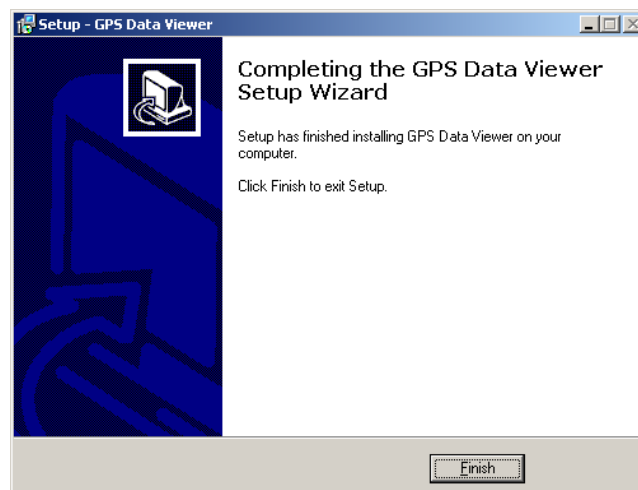 Setup - GPS Data Viewer
Completing the GPS Data Viewer
Setup Wizard
Setup has finished installing GPS Data Viewer on your
computer.
Click Finish to exit Setup.
Finish